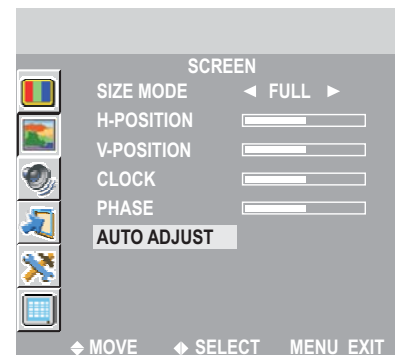 SCREEN
SIZE MODE ◄ FULL ►
H-POSITION
V-POSITION
CLOCK
PHASE
AUTO ADJUST
MOVE SELECT MENU EXIT